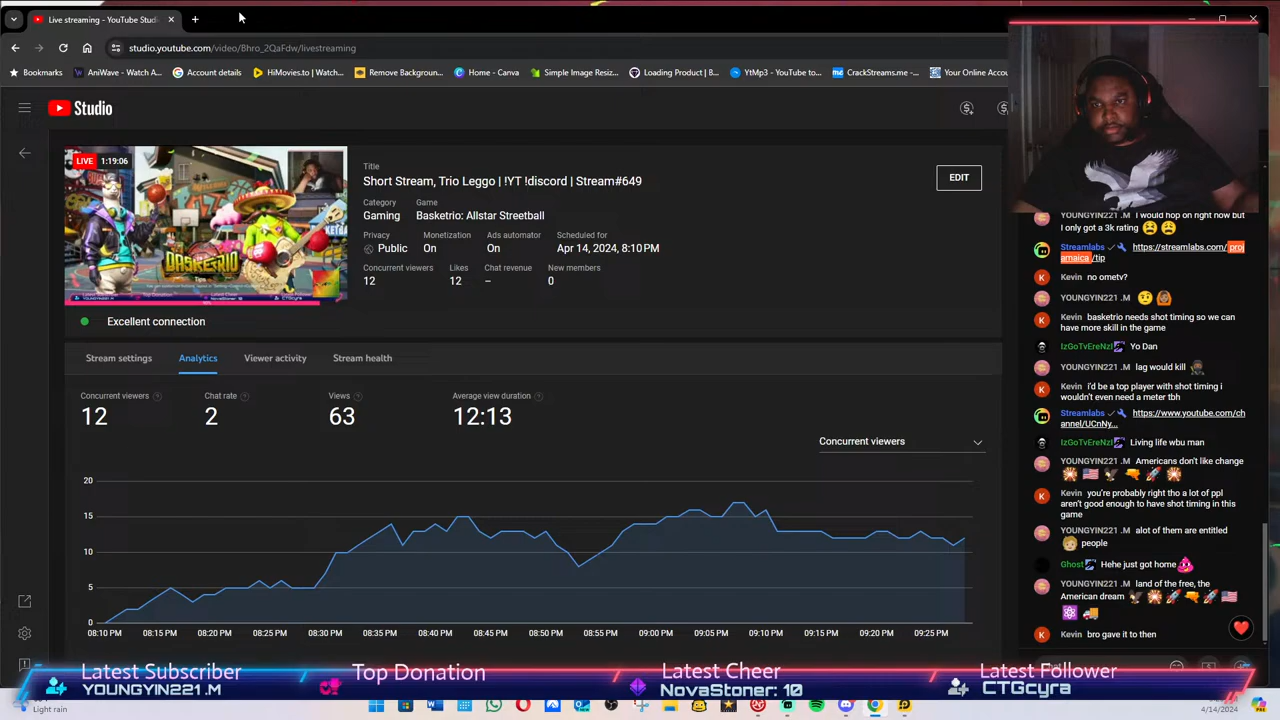 Live streaming - YouTube Studi
studio.youtube.com/video/Bhro_2QaFdw/livestreaming
Bookmarks
AniWave - Watch A...
Account details
HiMovies.to | Watch...
Remove Backgroun...
Home - Canva
Simple Image Resiz...
Loading Product | B...
YtMp3 - YouTube to...
CrackStreams.me -...
Your Online Accou
Studio
LIVE 1:19:06
BASKETRIO
Title
Short Stream, Trio Leggo | !YT !discord | Stream#649
EDIT
Category Game
Gaming Basketrio: Allstar Streetball
Privacy Monetization Ads automator Scheduled for
Public On On Apr 14, 2024, 8:10 PM
Concurrent viewers Likes Chat revenue New members
12 12 – 0
Excellent connection
Stream settings Analytics Viewer activity Stream health
Concurrent viewers Chat rate Views Average view duration
12 2 63 12:13
Concurrent viewers
20
15
10
5
0
08:10 PM 08:15 PM 08:20 PM 08:25 PM 08:30 PM 08:35 PM 08:40 PM 08:45 PM 08:50 PM 08:55 PM 09:00 PM 09:05 PM 09:10 PM 09:15 PM 09:20 PM 09:25 PM
YOUNGYIN221 .M I would hop on right now but
I only got a 3k rating 😫 😫
Streamlabs https://streamlabs.com/proj
amaica/tip
Kevin no ometv?
YOUNGYIN221 .M
Kevin basketrio needs shot timing so we can
have more skill in the game
IzGoTvEreNzI Yo Dan
YOUNGYIN221 .M lag would kill
Kevin i'd be a top player with shot timing i
wouldn't even need a meter tbh
Streamlabs https://www.youtube.com/ch
annel/UCnNy...
IzGoTvEreNzI Living life wbu man
YOUNGYIN221 .M Americans don't like change
Kevin you're probably right tho a lot of ppl
aren't good enough to have shot timing in this
game
YOUNGYIN221 .M alot of them are entitled
people
Ghost Hehe just got home
YOUNGYIN221 .M land of the free, the
American dream
Kevin bro gave it to then
Latest Subscriber
YOUNGYIN221.M
Top Donation
Latest Cheer
NovaStoner: 10
Latest Follower
CTGcyra
Light rain
4/14/2024